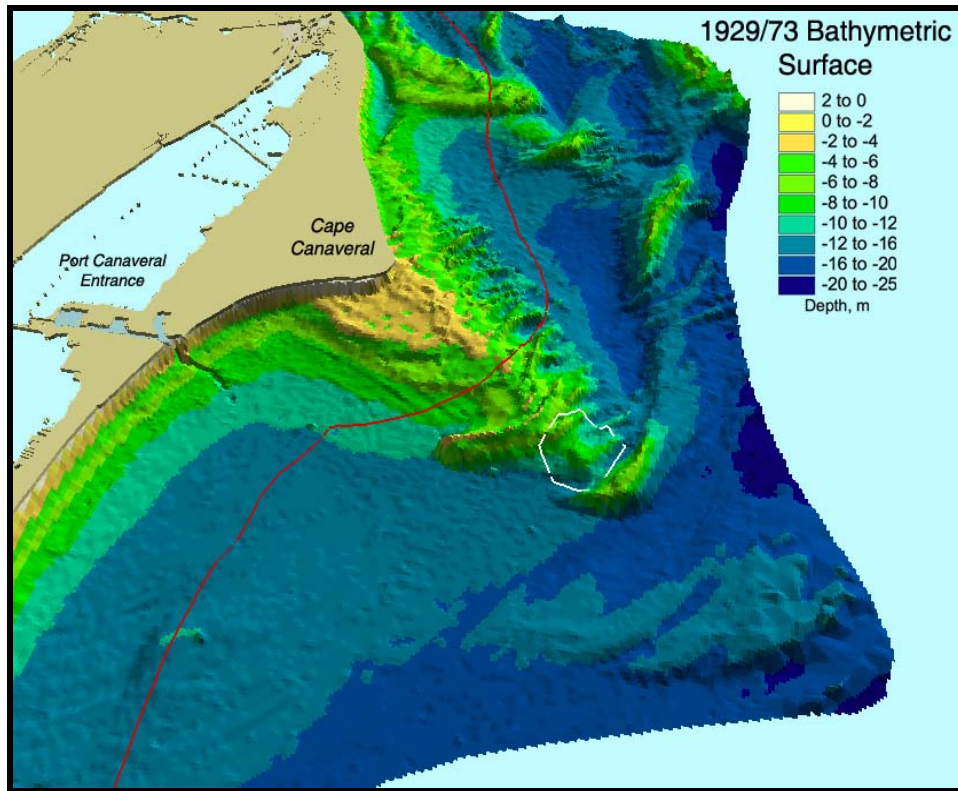 1929/73 Bathymetric
Surface
2 to 0
0 to -2
-2 to -4
-4 to -6
-6 to -8
-8 to -10
-10 to -12
-12 to -16
-16 to -20
-20 to -25
Depth, m
Cape
Canaveral
Port Canaveral
Entrance